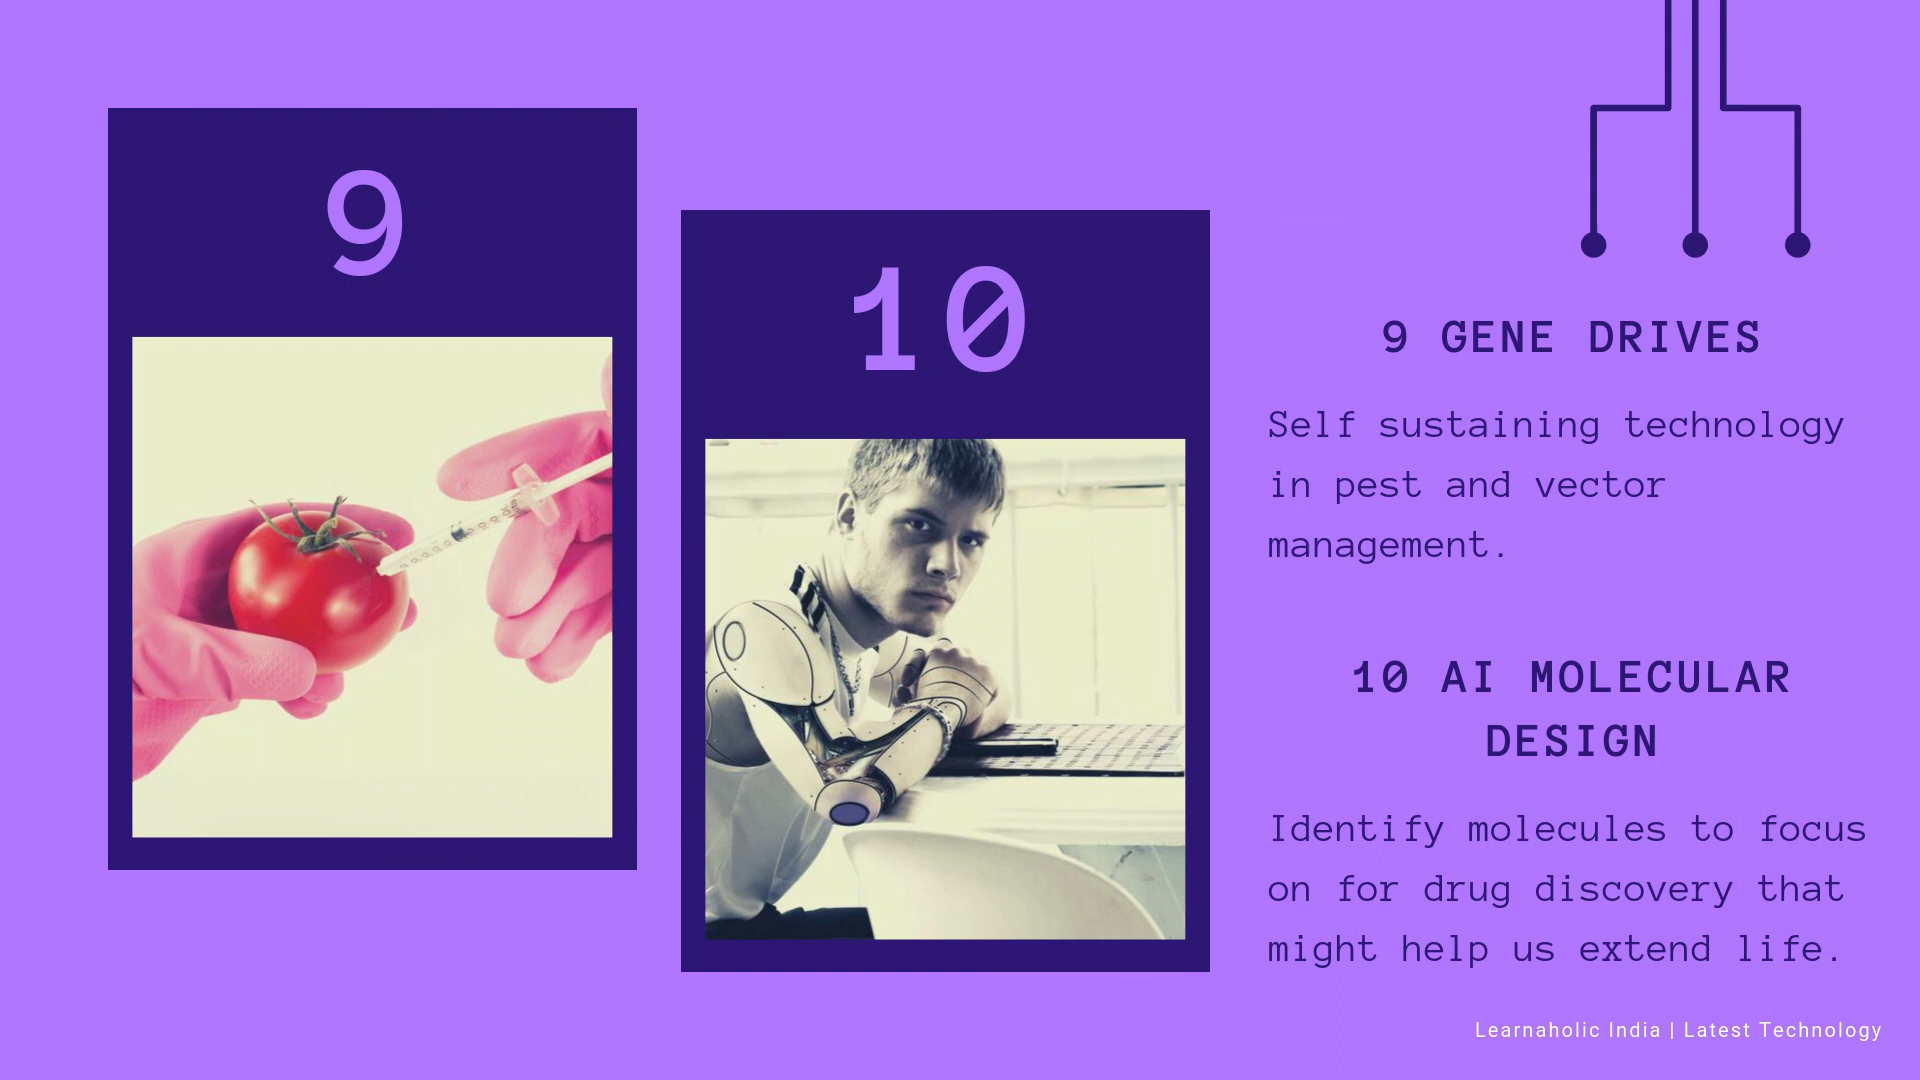 9
10
9 GENE DRIVES
Self sustaining technology
in pest and vector
management.
10 AI MOLECULAR
DESIGN
Identify molecules to focus
on for drug discovery that
might help us extend life.
Learnaholic India | Latest Technology